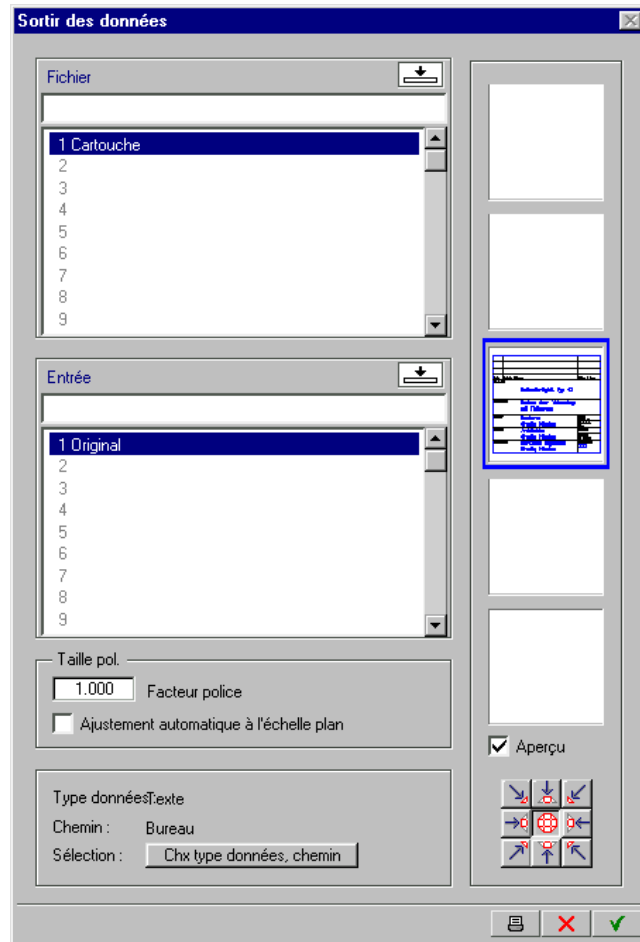 Sortir des données
Fichier
1 Cartouche
2
3
4
5
6
7
8
9
Entrée
1 Original
2
3
4
5
6
7
8
9
Taille pol.
1.000 Facteur police
Ajustement automatique à l'échelle plan
Type données: Texte
Chemin : Bureau
Sélection : Chx type données, chemin
Aperçu